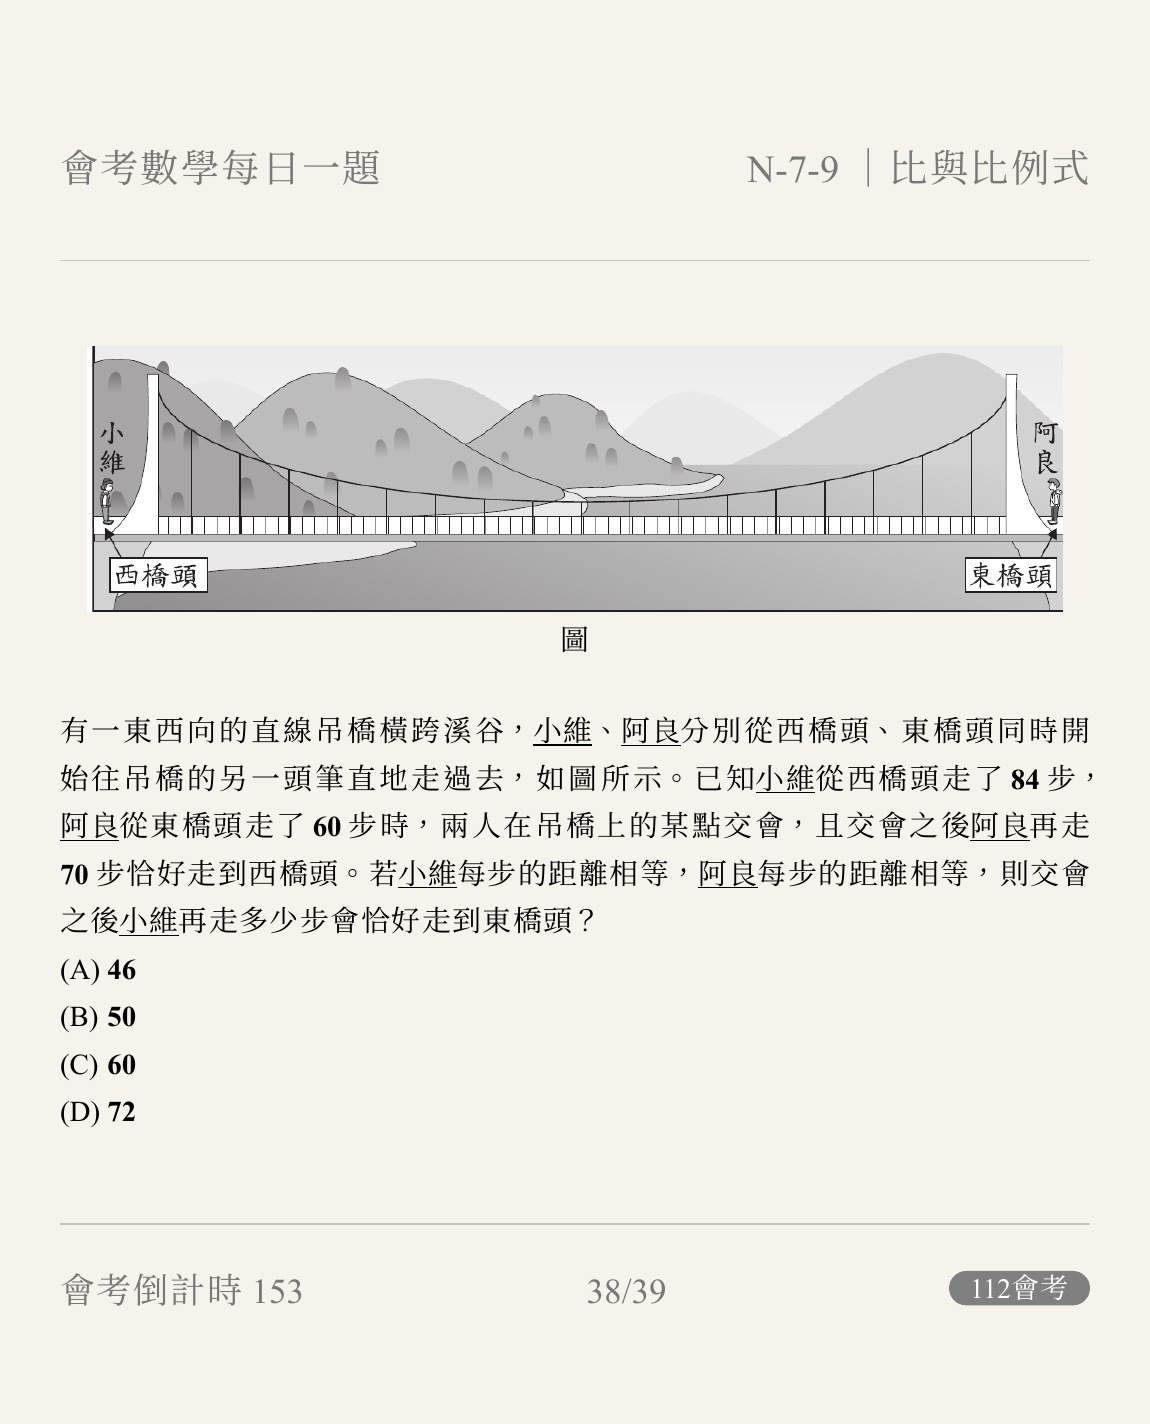 會考數學每日一題
N-7-9｜比與比例式
小維
阿良
西橋頭
東橋頭
圖
有一東西向的直線吊橋橫跨溪谷，小維、阿良分別從西橋頭、東橋頭同時開
始往吊橋的另一頭筆直地走過去，如圖所示。已知小維從西橋頭走了 84 步，
阿良從東橋頭走了 60 步時，兩人在吊橋上的某點交會，且交會之後阿良再走
70 步恰好走到西橋頭。若小維每步的距離相等，阿良每步的距離相等，則交會
之後小維再走多少步會恰好走到東橋頭？
(A) 46
(B) 50
(C) 60
(D) 72
會考倒計時 153
38/39
112會考